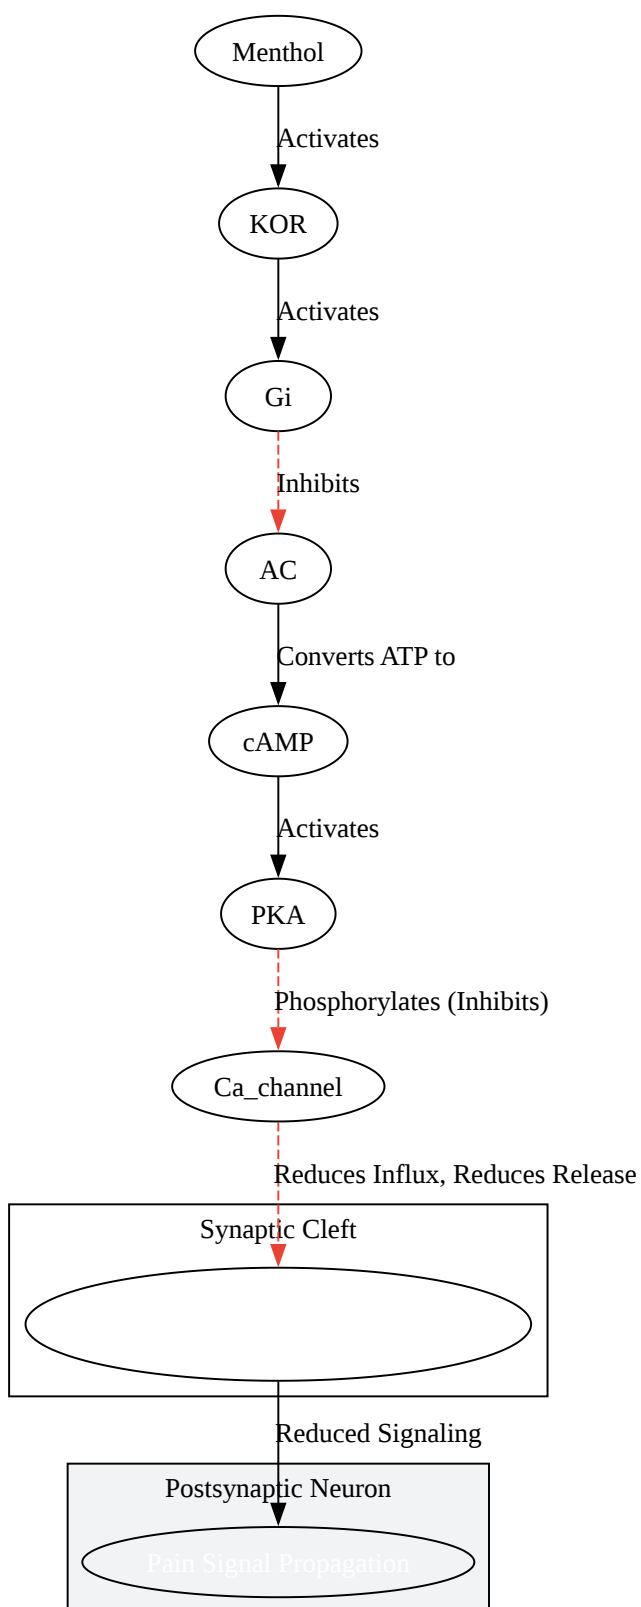 Menthol
Activates
KOR
Activates
Gi
Inhibits
AC
Converts ATP to
cAMP
Activates
PKA
Phosphorylates (Inhibits)
Ca_channel
Reduces Influx, Reduces Release
Synaptic Cleft
Reduced Signaling
Postsynaptic Neuron
Pain Signal Propagation